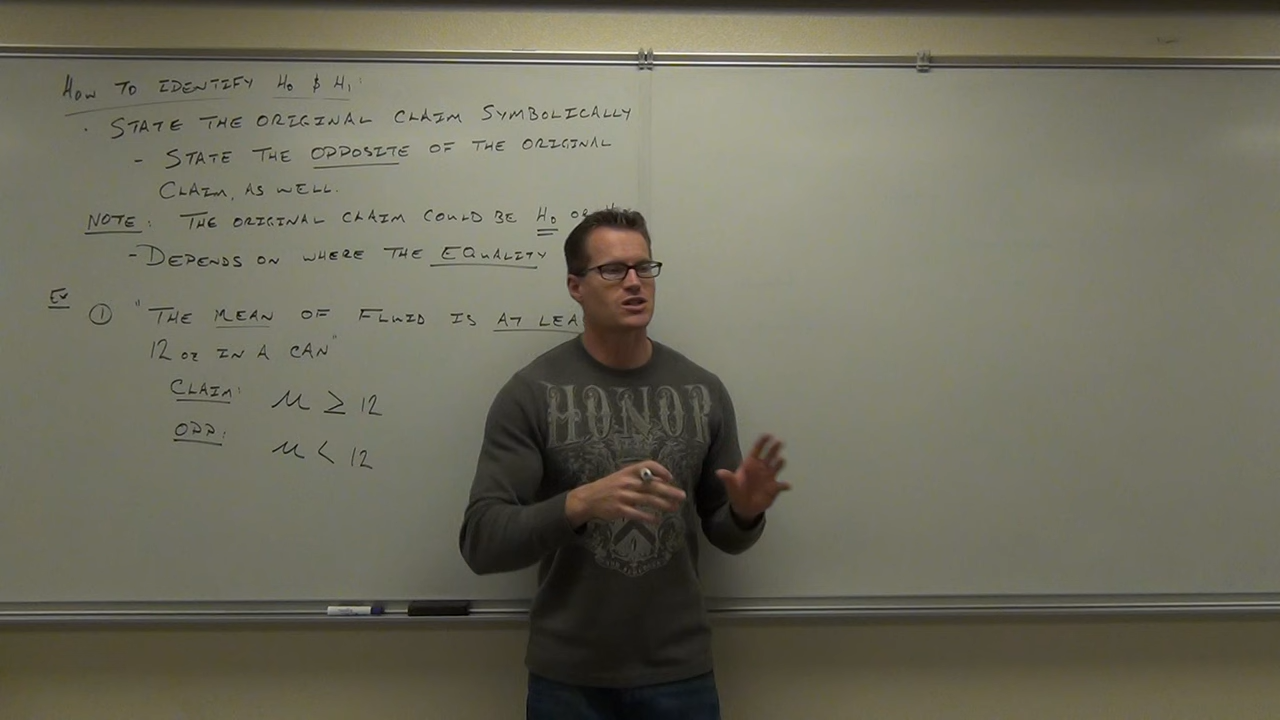 HOW TO IDENTIFY H₀ & H₁:
· STATE THE ORIGINAL CLAIM SYMBOLICALLY
- STATE THE OPPOSITE OF THE ORIGINAL
CLAIM, AS WELL.
NOTE: THE ORIGINAL CLAIM COULD BE H₀ OR
- DEPENDS ON WHERE THE EQUALITY
EX ① "THE MEAN OF FLUID IS AT LEA
12 OZ IN A CAN"
CLAIM: μ ≥ 12
OPP: μ < 12
HONOR